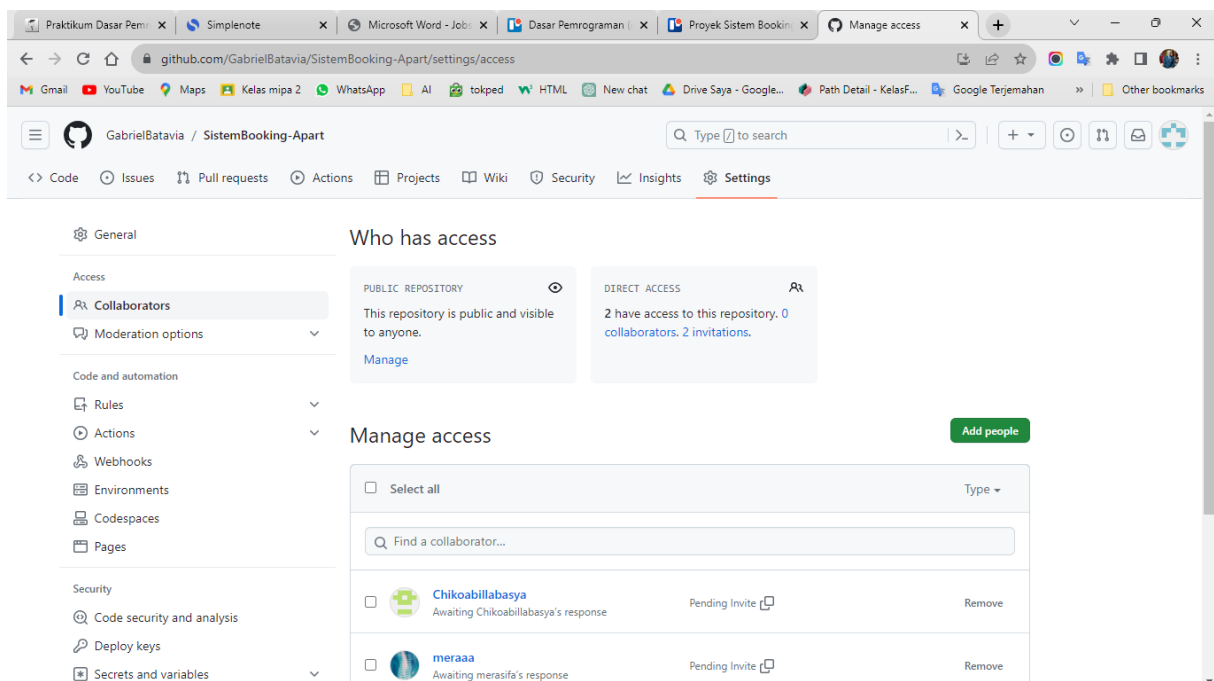 Praktikum Dasar Pemr
Simplenote
Microsoft Word - Jobs
Dasar Pemrograman (
Proyek Sistem Booking
Manage access
github.com/GabrielBatavia/SistemBooking-Apart/settings/access
Gmail YouTube Maps Kelas mipa 2 WhatsApp AI tokped HTML New chat Drive Saya - Google... Path Detail - KelasF... Google Terjemahan » Other bookmarks
GabrielBatavia / SistemBooking-Apart
Type / to search
Code Issues Pull requests Actions Projects Wiki Security Insights Settings
General
Access
Collaborators
Moderation options
Code and automation
Rules
Actions
Webhooks
Environments
Codespaces
Pages
Security
Code security and analysis
Deploy keys
Secrets and variables
Who has access
PUBLIC REPOSITORY
This repository is public and visible
to anyone.
Manage
DIRECT ACCESS
2 have access to this repository. 0
collaborators. 2 invitations.
Manage access
Add people
Select all
Type
Find a collaborator...
Chikoabillabasya
Awaiting Chikoabillabasya's response
Pending Invite
Remove
meraaa
Awaiting merasifa's response
Pending Invite
Remove